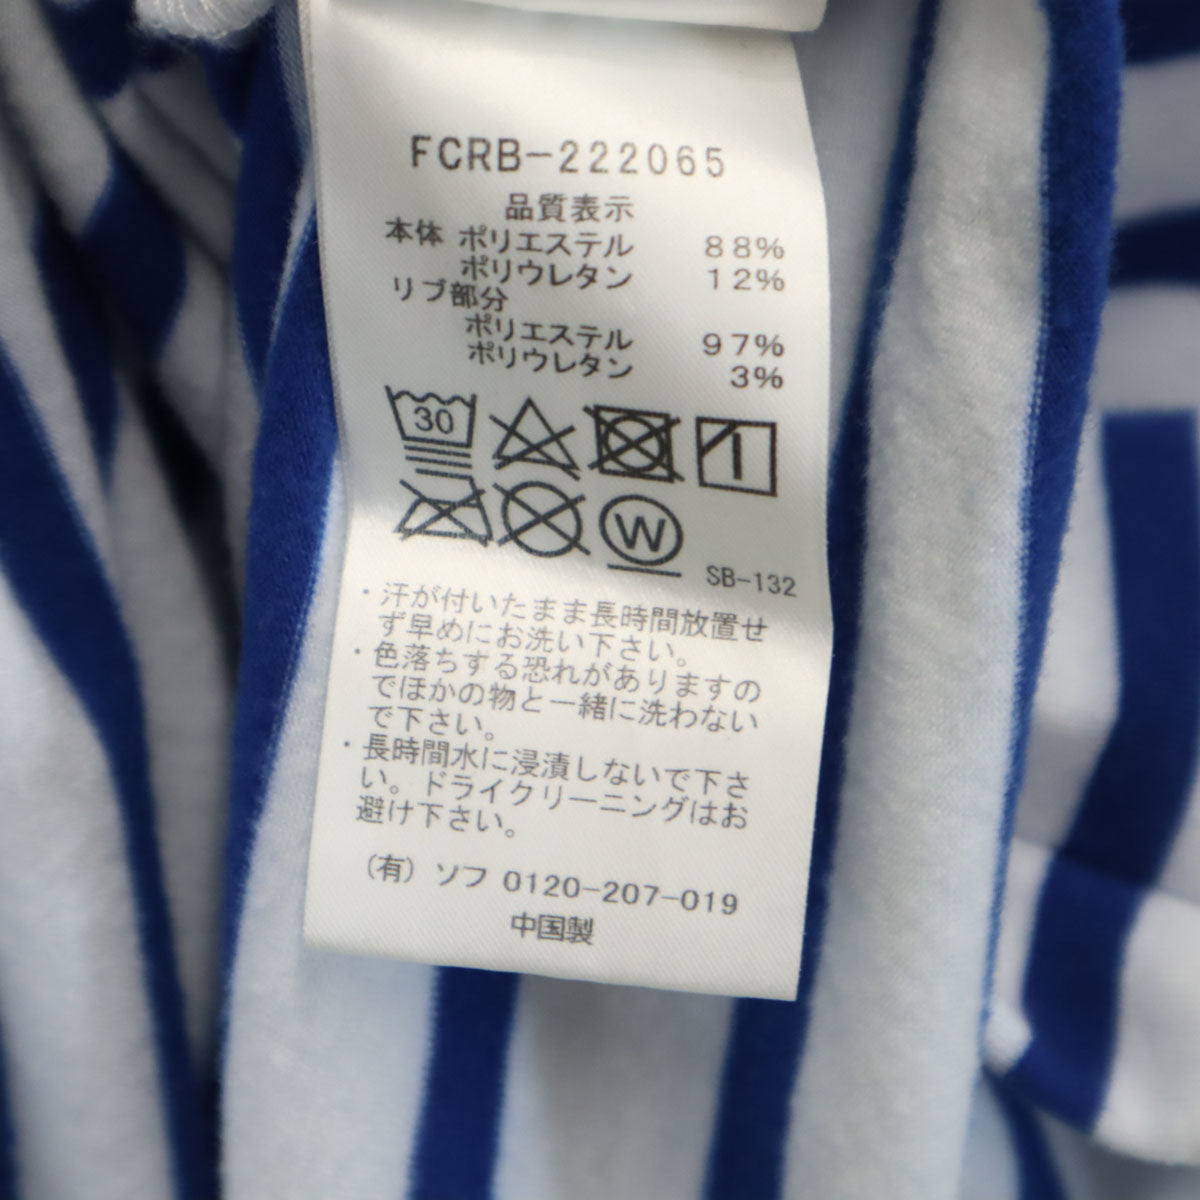 FCRB-222065
品質表示
本体 ポリエステル 88%
ポリウレタン 12%
リブ部分
ポリエステル 97%
ポリウレタン 3%
30
W
SB-132
・汗が付いたまま長時間放置せ
ず早めにお洗い下さい。
・色落ちする恐れがありますの
でほかの物と一緒に洗わない
で下さい。
・長時間水に浸漬しないで下さ
い。ドライクリーニングはお
避け下さい。
(有) ソフ 0120-207-019
中国製